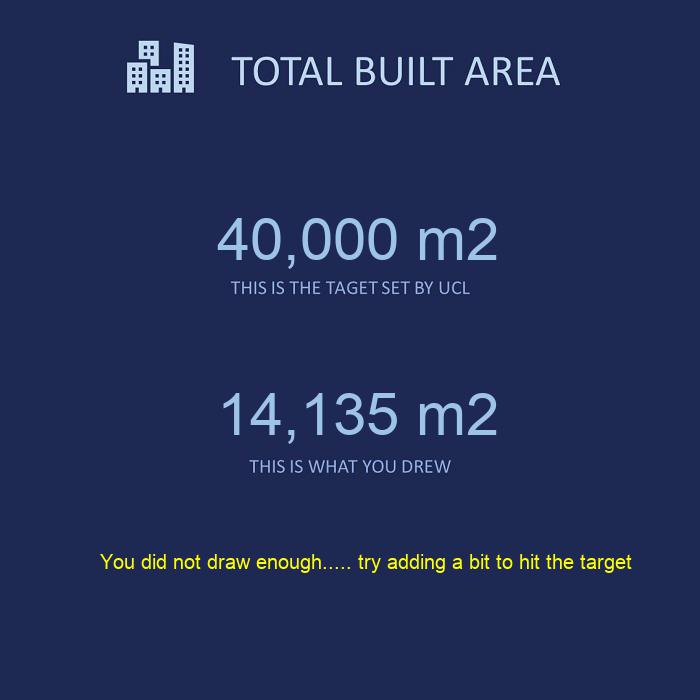 TOTAL BUILT AREA
40,000 m2
THIS IS THE TAGET SET BY UCL
14,135 m2
THIS IS WHAT YOU DREW
You did not draw enough..... try adding a bit to hit the target